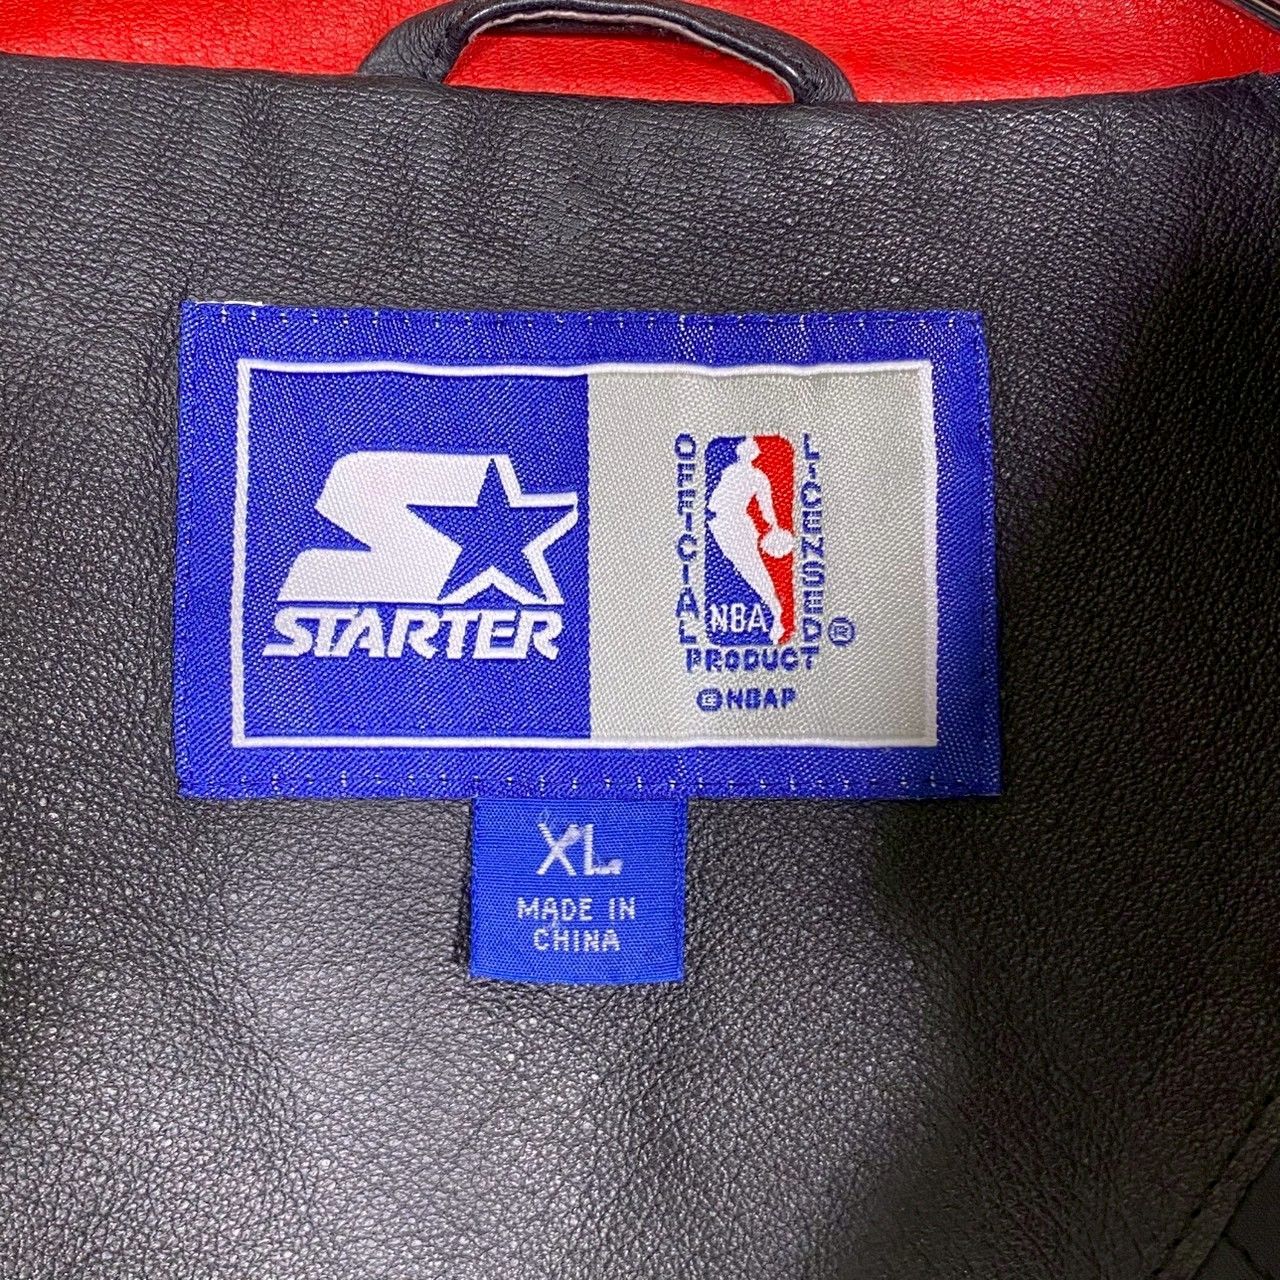 STARTER
OFFICIAL
LICENSED
NBA
®
PRODUCT
©NBAP
XL
MADE IN
CHINA